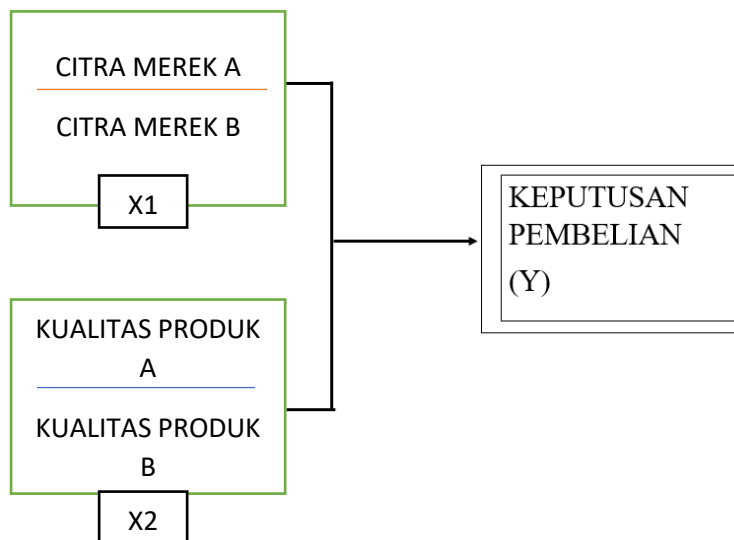 CITRA MEREK A
CITRA MEREK B
X1
KUALITAS PRODUK
A
KUALITAS PRODUK
B
X2
KEPUTUSAN
PEMBELIAN
(Y)